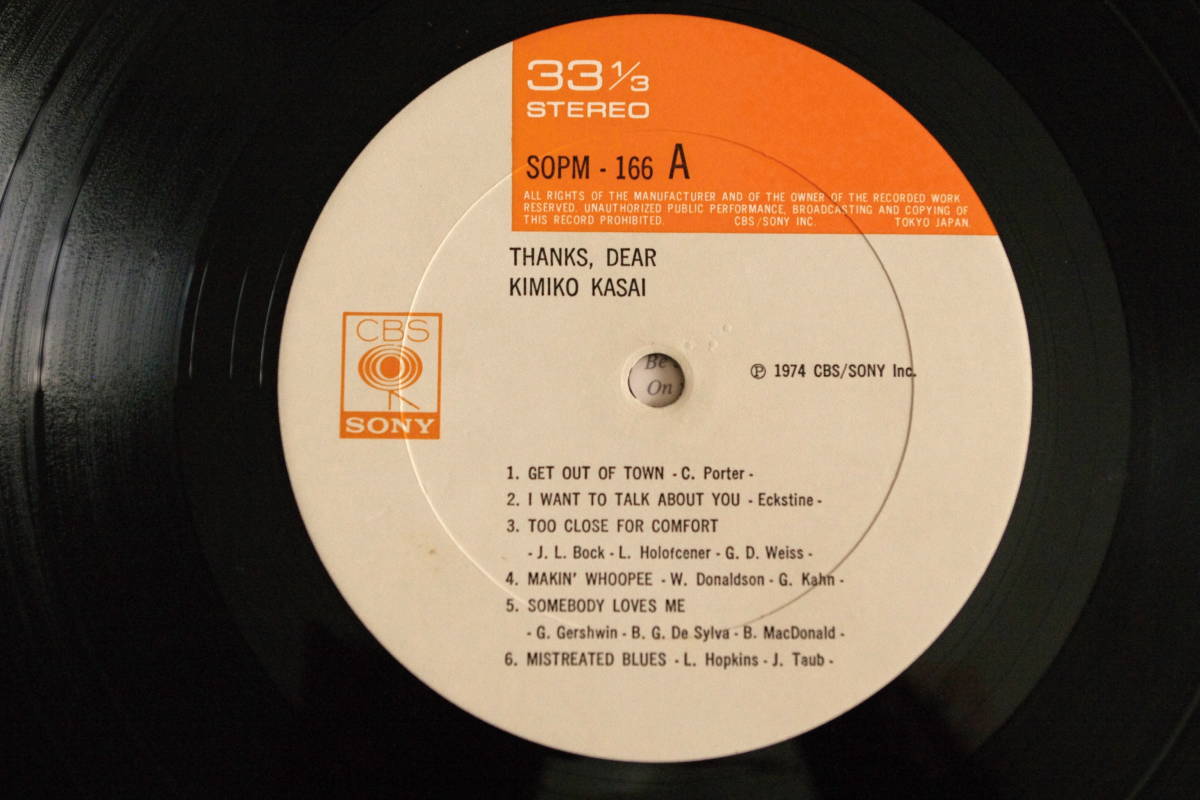 33 1/3
STEREO
SOPM - 166 A
ALL RIGHTS OF THE MANUFACTURER AND OF THE OWNER OF THE RECORDED WORK
RESERVED. UNAUTHORIZED PUBLIC PERFORMANCE, BROADCASTING AND COPYING OF
THIS RECORD PROHIBITED. CBS/SONY INC. TOKYO JAPAN.
THANKS, DEAR
KIMIKO KASAI
CBS
SONY
Be
On
℗ 1974 CBS/SONY Inc.
1. GET OUT OF TOWN - C. Porter -
2. I WANT TO TALK ABOUT YOU - Eckstine -
3. TOO CLOSE FOR COMFORT
- J. L. Bock - L. Holofcener - G. D. Weiss -
4. MAKIN' WHOOPEE - W. Donaldson - G. Kahn -
5. SOMEBODY LOVES ME
- G. Gershwin - B. G. De Sylva - B. MacDonald -
6. MISTREATED BLUES - L. Hopkins - J. Taub -